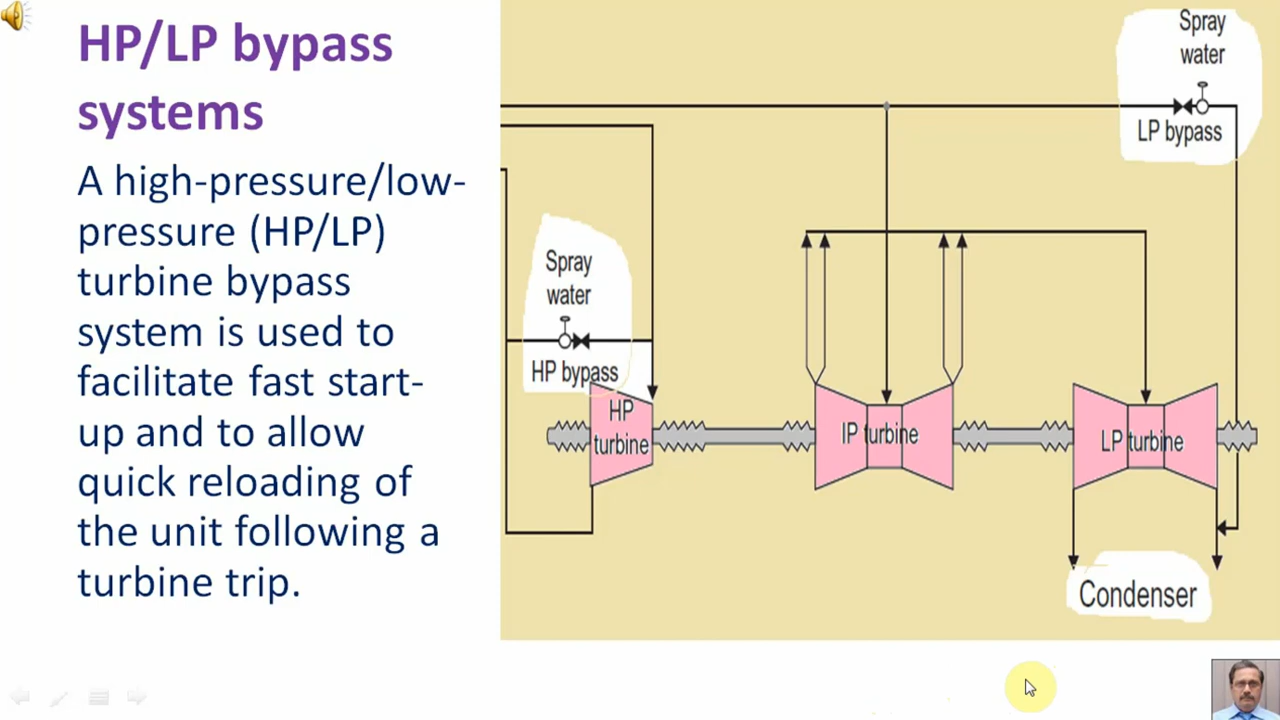 HP/LP bypass
systems
A high-pressure/low-
pressure (HP/LP)
turbine bypass
system is used to
facilitate fast start-
up and to allow
quick reloading of
the unit following a
turbine trip.
Spray
water
LP bypass
Spray
water
HP bypass
HP
turbine
IP turbine
LP turbine
Condenser